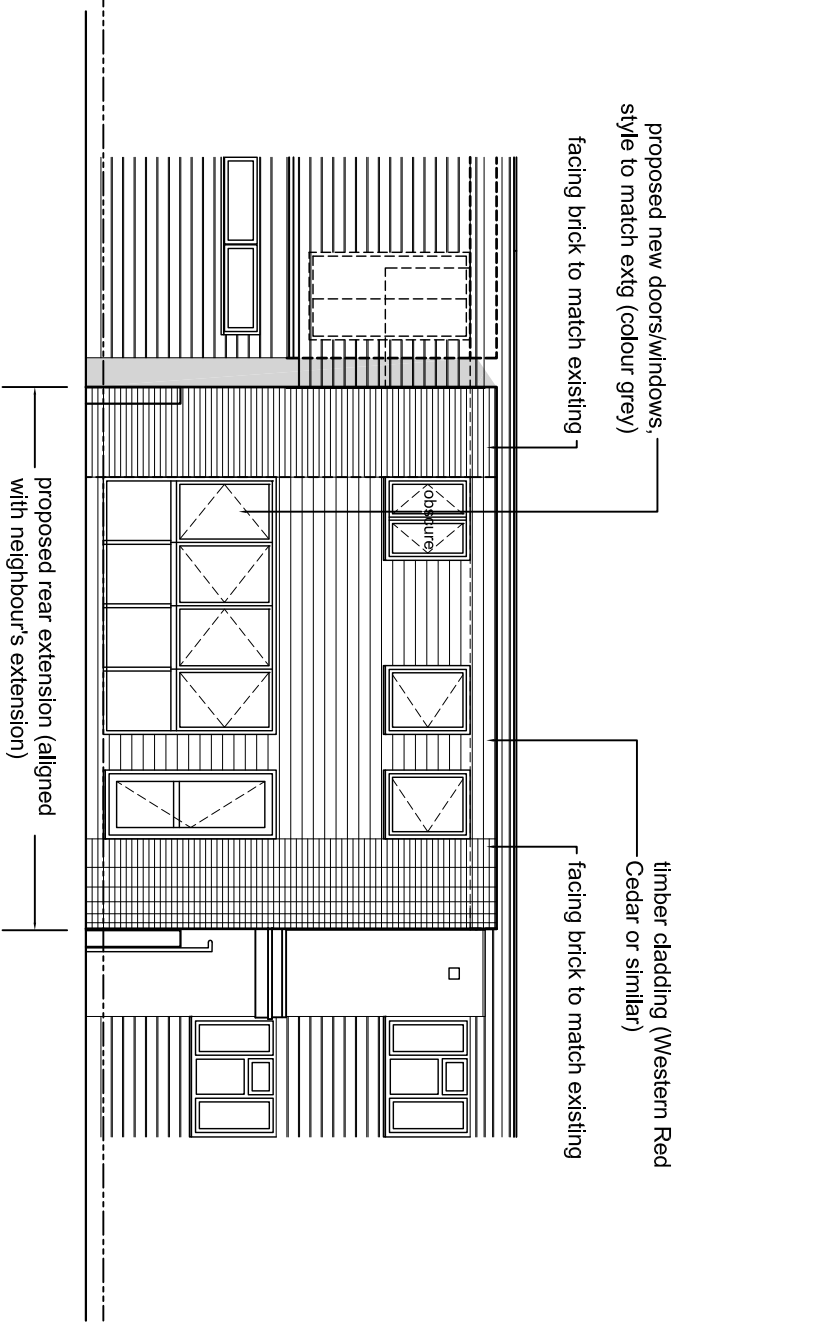 proposed new doors/windows,
style to match extg (colour grey)
facing brick to match existing
timber cladding (Western Red
Cedar or similar)
facing brick to match existing
obscure
proposed rear extension (aligned
with neighbour's extension)